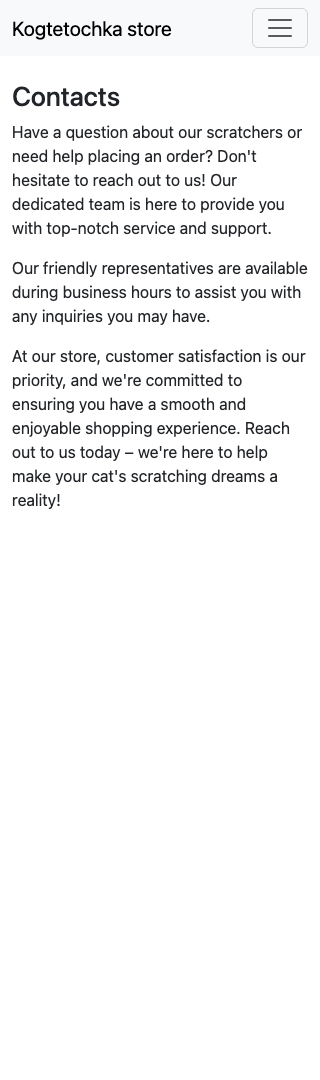 Kogtetochka store
Contacts
Have a question about our scratchers or
need help placing an order? Don't
hesitate to reach out to us! Our
dedicated team is here to provide you
with top-notch service and support.
Our friendly representatives are available
during business hours to assist you with
any inquiries you may have.
At our store, customer satisfaction is our
priority, and we're committed to
ensuring you have a smooth and
enjoyable shopping experience. Reach
out to us today – we're here to help
make your cat's scratching dreams a
reality!